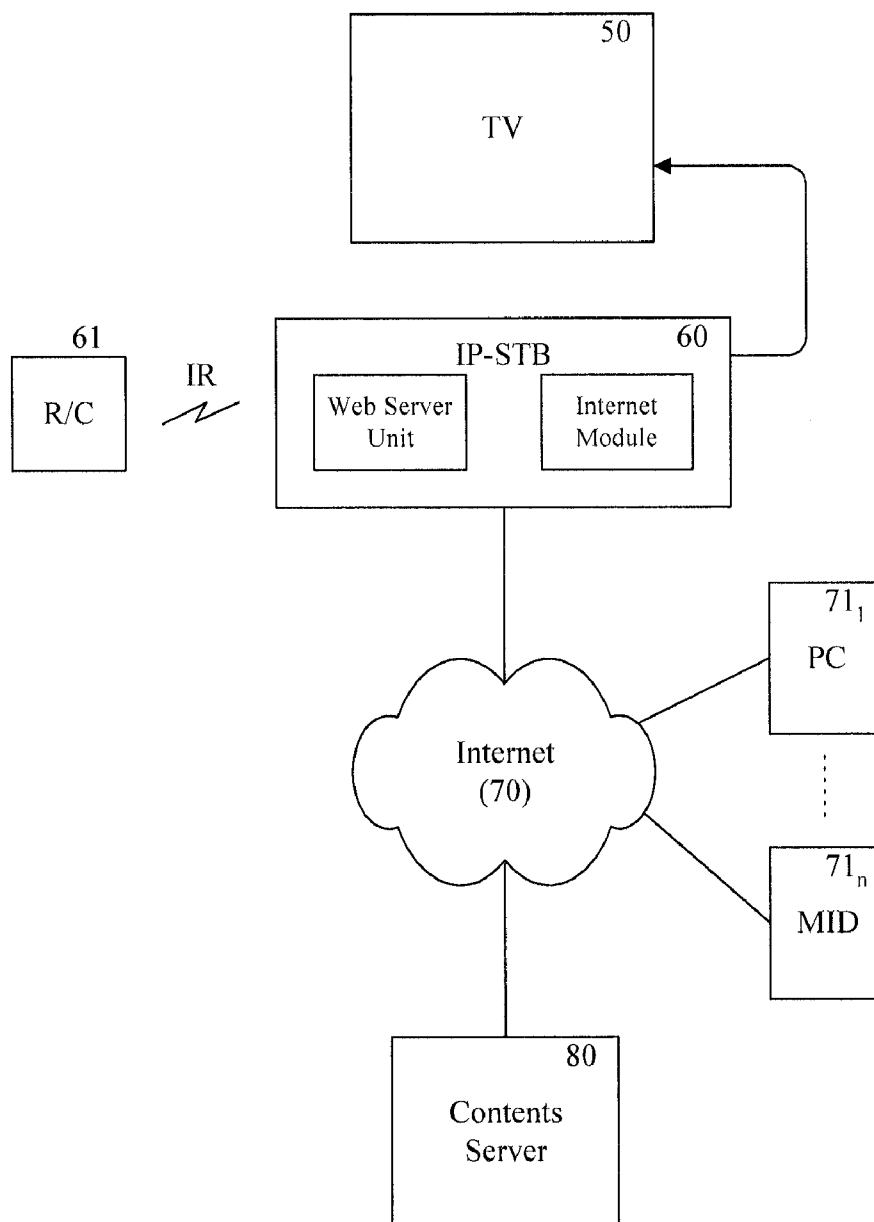 50
TV
61
R/C
IR
60
IP-STB
Web Server
Unit
Internet
Module
71₁
PC
Internet
(70)
71ₙ
MID
80
Contents
Server